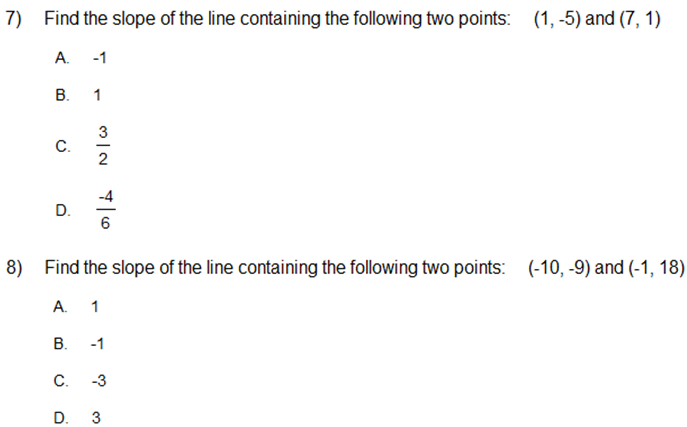 7) Find the slope of the line containing the following two points: (1, -5) and (7, 1)
A. -1
B. 1
C. 3/2
D. -4/6
8) Find the slope of the line containing the following two points: (-10, -9) and (-1, 18)
A. 1
B. -1
C. -3
D. 3